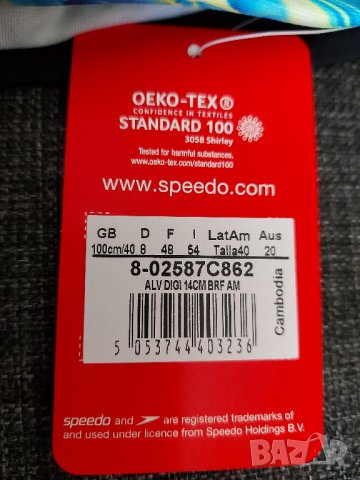 OEKO-TEX®
CONFIDENCE IN TEXTILES
STANDARD 100
3058 Shirley
Tested for harmful substances.
www.oeko-tex.com/standard100
www.speedo.com
GB D F I LatAm Aus
100cm/40 8 48 54 Talla40 20
8-02587C862
ALV DIGI 14CM BRF AM
5 053744 403236
Cambodia
speedo and are registered trademarks of
and used under licence from Speedo Holdings B.V.
BAZAR.bg